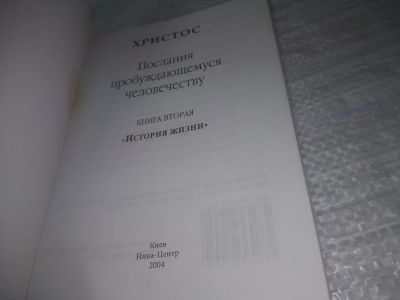 ХРИСТОС
Послания
пробуждающемуся
человечеству
КНИГА ВТОРАЯ
«ИСТОРИЯ ЖИЗНИ»
Киев
Ника-Центр
2004